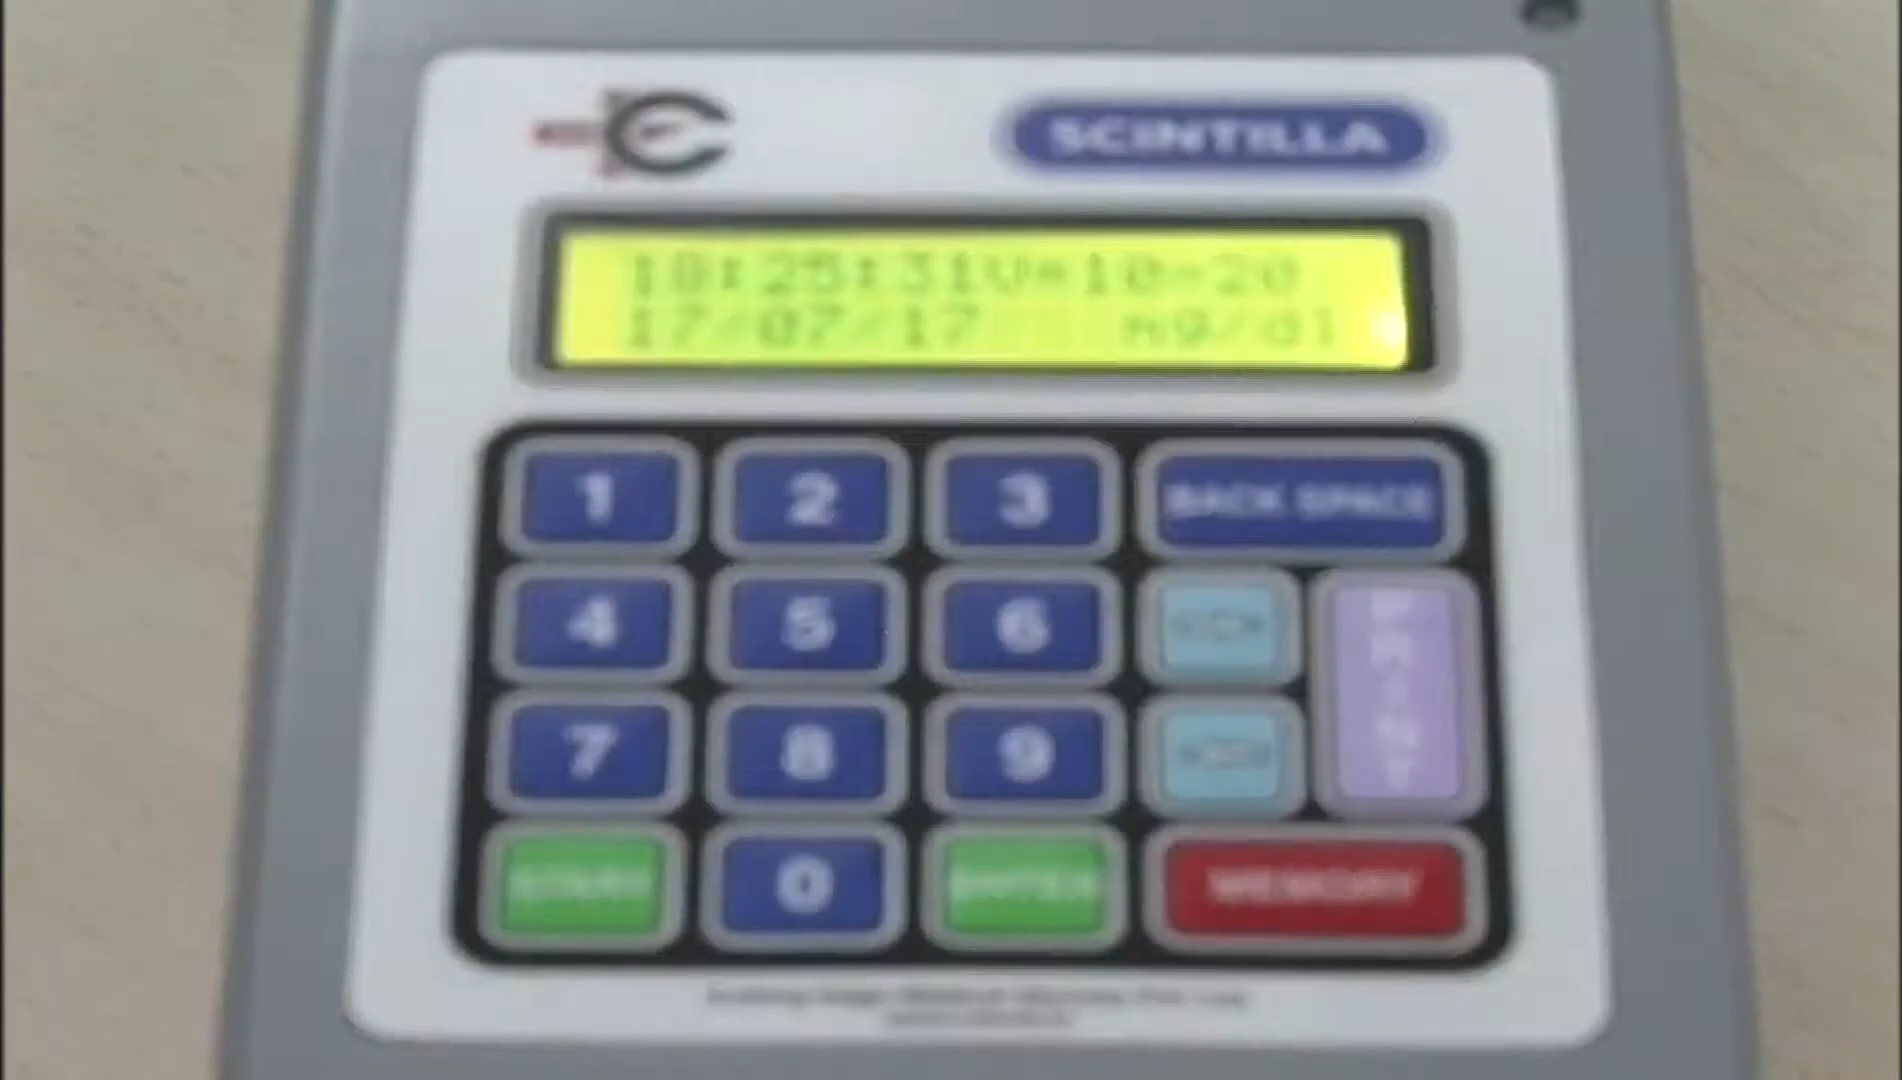 SCINTILLA
18:25:31V=10-20
17/07/17 mg/dl
1 2 3 BACK SPACE
4 5 6
PRINT
7 8 9
START 0 ENTER MEMORY